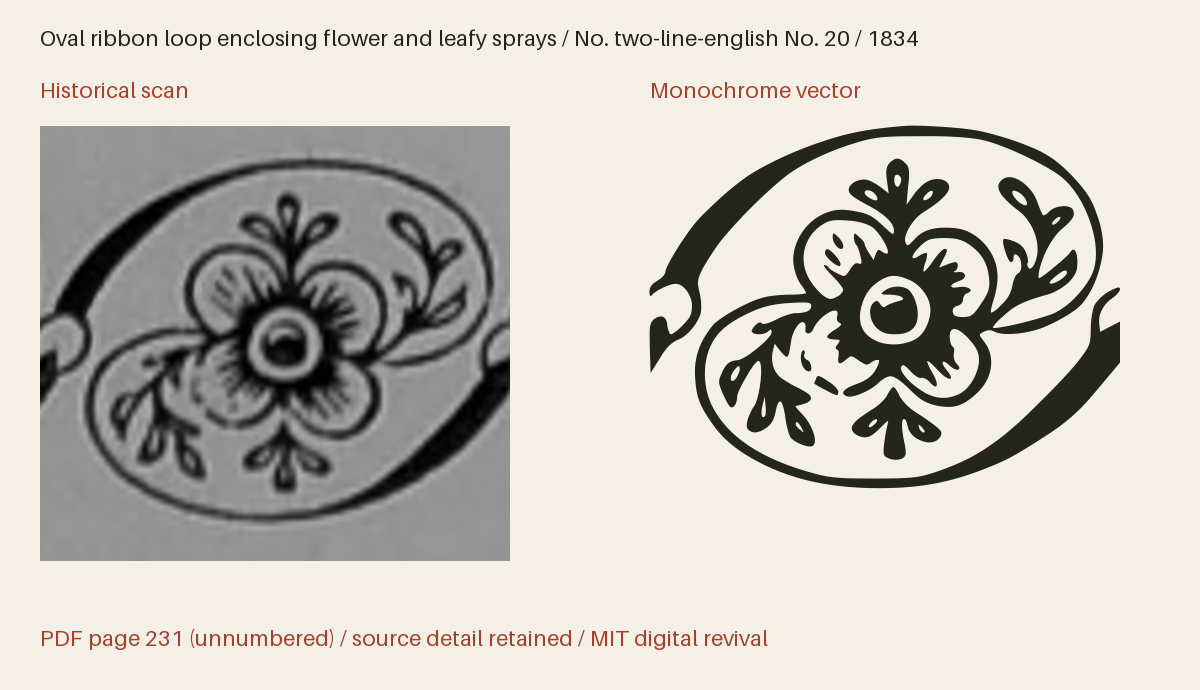 Oval ribbon loop enclosing flower and leafy sprays / No. two-line-english No. 20 / 1834
Historical scan
Monochrome vector
PDF page 231 (unnumbered) / source detail retained / MIT digital revival